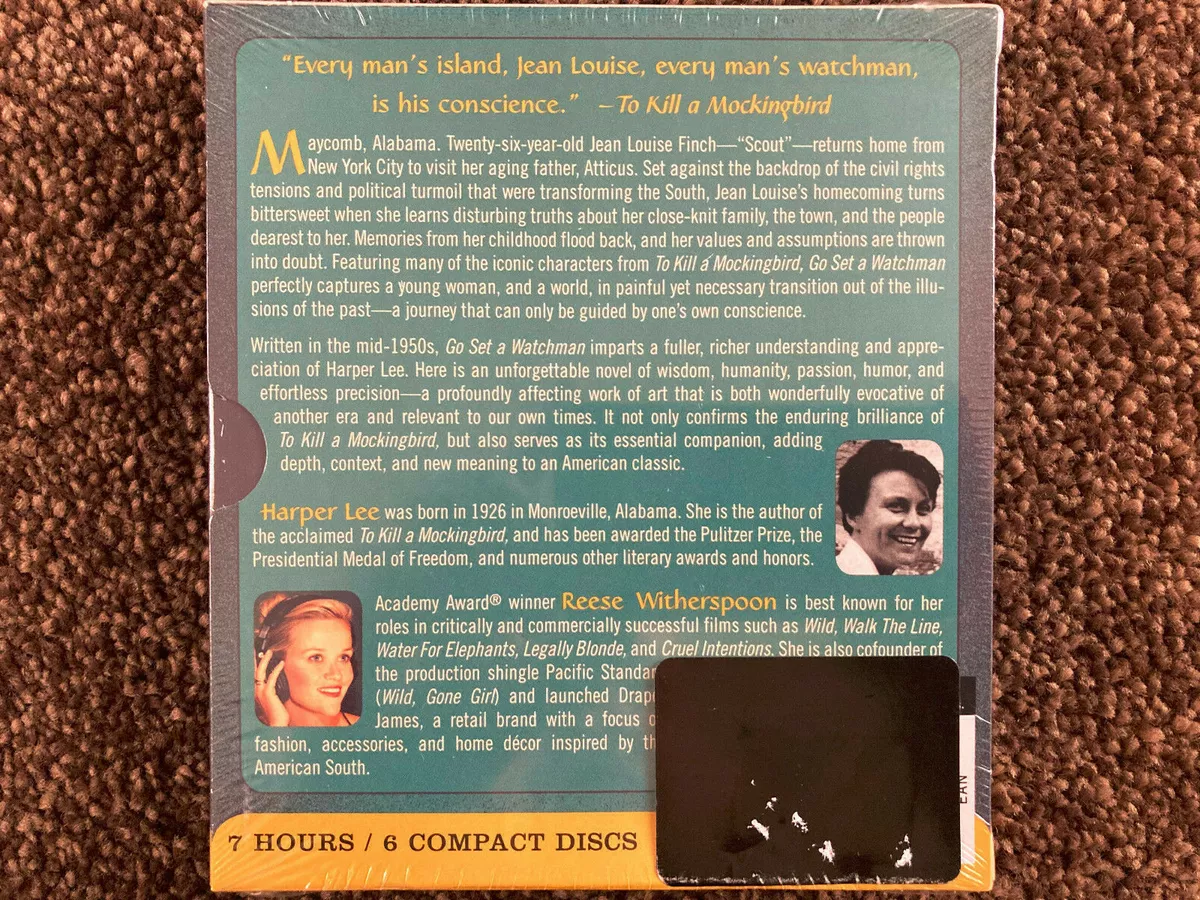 “Every man’s island, Jean Louise, every man’s watchman,
is his conscience.” –To Kill a Mockingbird
Maycomb, Alabama. Twenty-six-year-old Jean Louise Finch—“Scout”—returns home from
New York City to visit her aging father, Atticus. Set against the backdrop of the civil rights
tensions and political turmoil that were transforming the South, Jean Louise’s homecoming turns
bittersweet when she learns disturbing truths about her close-knit family, the town, and the people
dearest to her. Memories from her childhood flood back, and her values and assumptions are thrown
into doubt. Featuring many of the iconic characters from To Kill a Mockingbird, Go Set a Watchman
perfectly captures a young woman, and a world, in painful yet necessary transition out of the illu-
sions of the past—a journey that can only be guided by one’s own conscience.
Written in the mid-1950s, Go Set a Watchman imparts a fuller, richer understanding and appre-
ciation of Harper Lee. Here is an unforgettable novel of wisdom, humanity, passion, humor, and
effortless precision—a profoundly affecting work of art that is both wonderfully evocative of
another era and relevant to our own times. It not only confirms the enduring brilliance of
To Kill a Mockingbird, but also serves as its essential companion, adding
depth, context, and new meaning to an American classic.
Harper Lee was born in 1926 in Monroeville, Alabama. She is the author of
the acclaimed To Kill a Mockingbird, and has been awarded the Pulitzer Prize, the
Presidential Medal of Freedom, and numerous other literary awards and honors.
Academy Award® winner Reese Witherspoon is best known for her
roles in critically and commercially successful films such as Wild, Walk The Line,
Water For Elephants, Legally Blonde, and Cruel Intentions. She is also cofounder of
the production shingle Pacific
(Wild, Gone Girl) and launched
James, a retail brand with a focus
fashion, accessories, and home décor inspired by
American South.
EAN
7 HOURS / 6 COMPACT DISCS